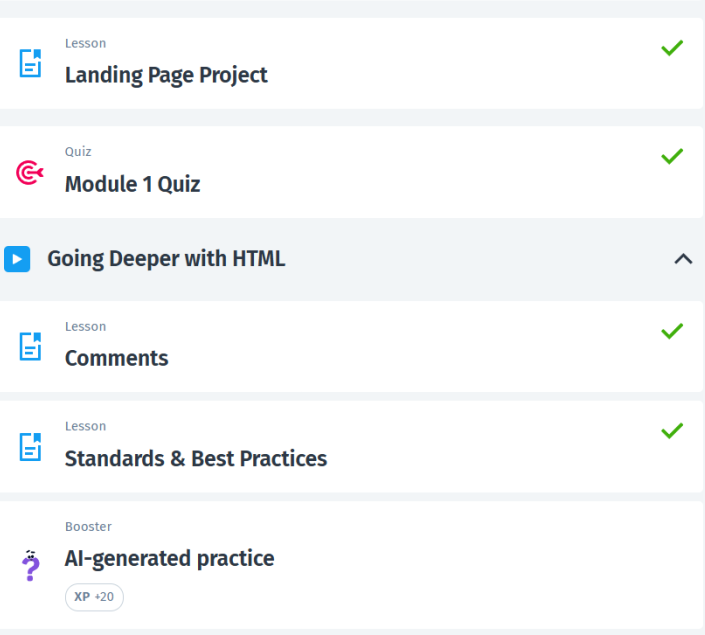 Lesson
Landing Page Project
Quiz
Module 1 Quiz
Going Deeper with HTML
Lesson
Comments
Lesson
Standards & Best Practices
Booster
AI-generated practice
XP +20